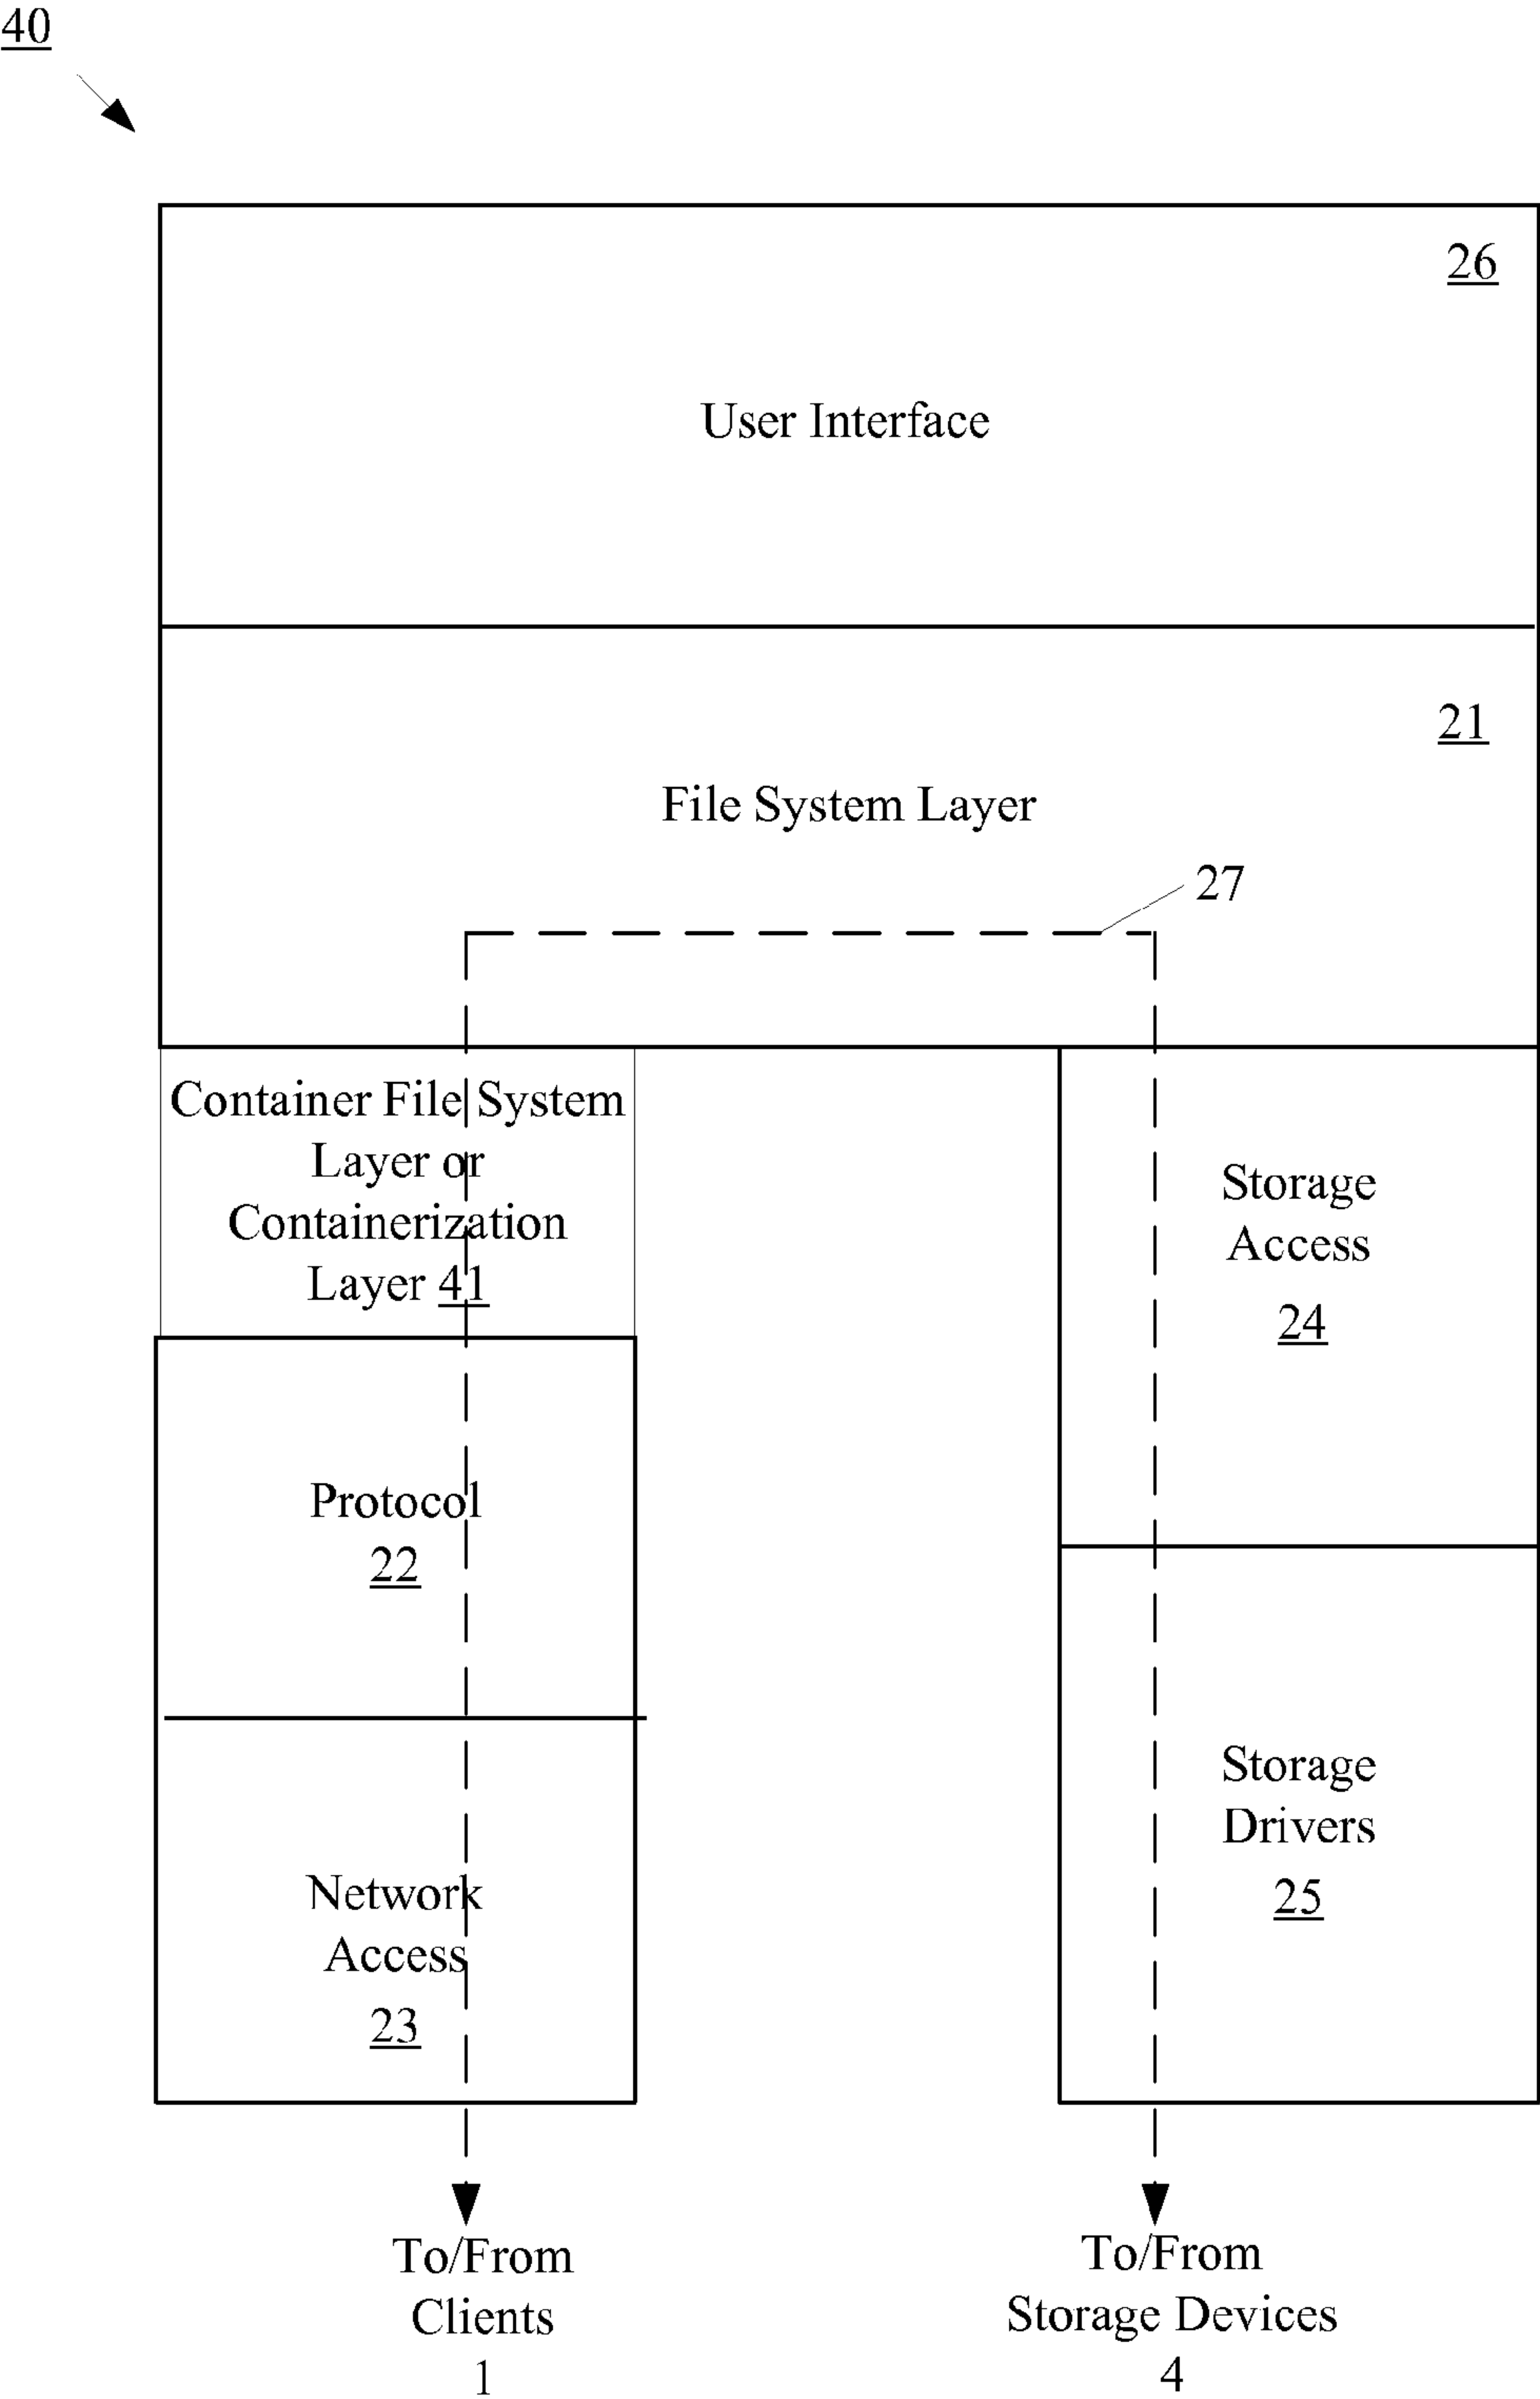 40
26
User Interface
21
File System Layer
27
Container File System
Layer or
Containerization
Layer 41
Storage
Access
24
Protocol
22
Storage
Drivers
25
Network
Access
23
To/From
Clients
1
To/From
Storage Devices
4